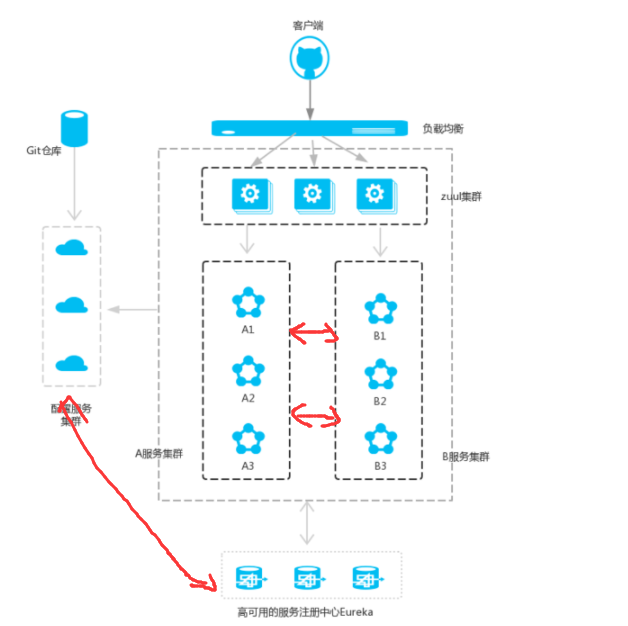 客户端
负载均衡
Git仓库
zuul集群
A1
B1
A2
B2
配置服务
集群
A服务集群
A3
B3
B服务集群
高可用的服务注册中心Eureka